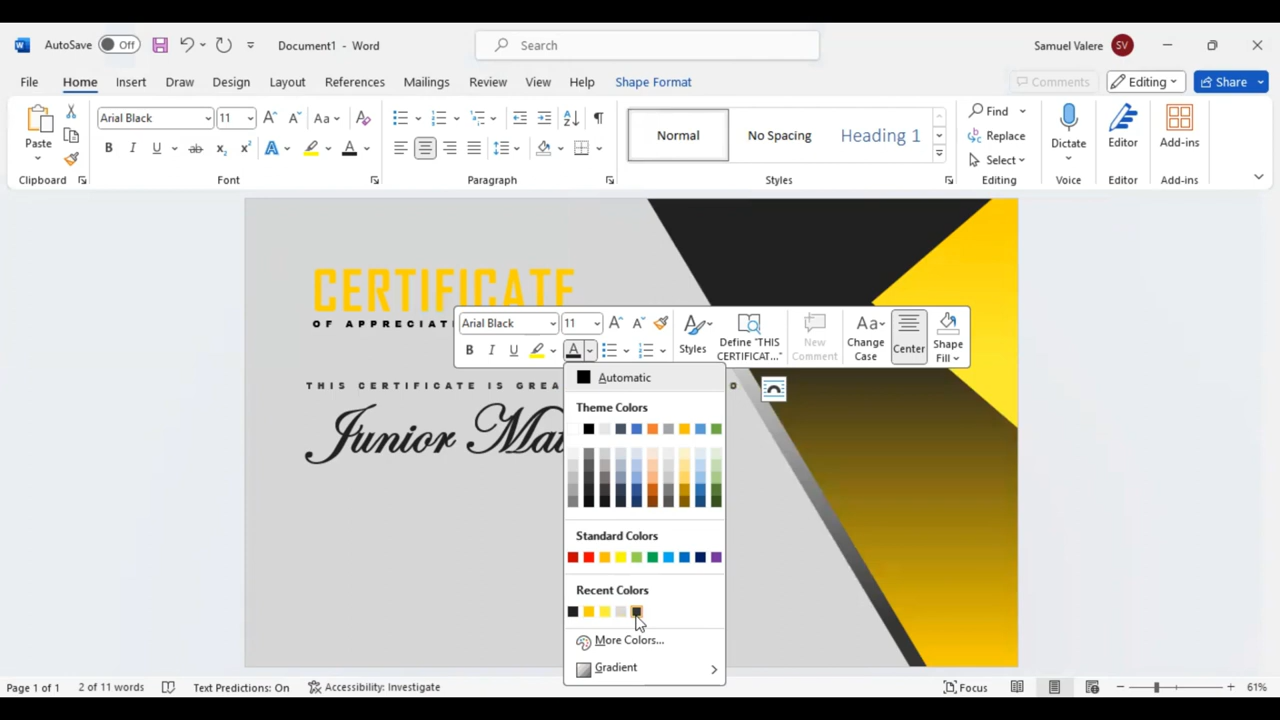 AutoSave Off Document1 - Word Search Samuel Valere SV
File Home Insert Draw Design Layout References Mailings Review View Help Shape Format Comments Editing Share
Paste Arial Black 11 Aa Normal No Spacing Heading 1 Find Replace Select Dictate Editor Add-ins
Clipboard Font Paragraph Styles Editing Voice Editor Add-ins
CERTIFICATE
Arial Black 11 Styles Define "THIS CERTIFICAT..." New Comment Aa Change Case Center Shape Fill
THIS CERTIFICATE IS
Junior
Automatic
Theme Colors
Standard Colors
Recent Colors
More Colors...
Gradient
Page 1 of 1 2 of 11 words Text Predictions: On Accessibility: Investigate Focus 61%